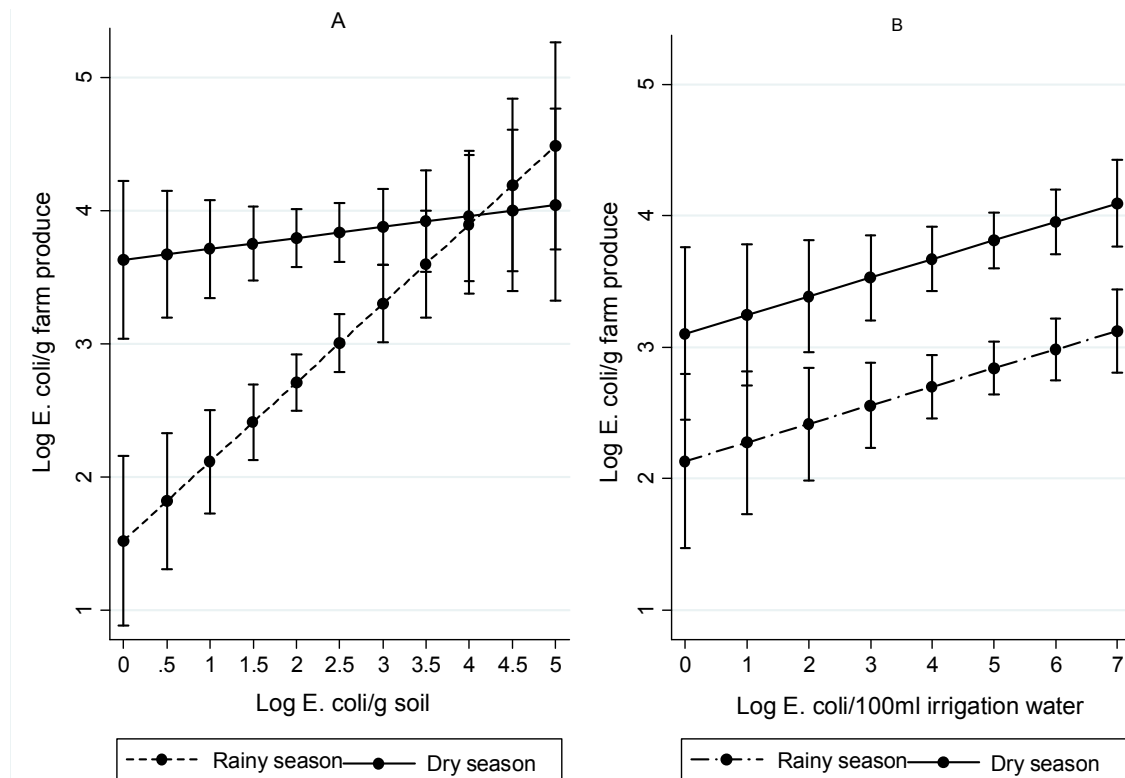 A
Log E. coli/g farm produce
5
4
3
2
1
0 .5 1 1.5 2 2.5 3 3.5 4 4.5 5
Log E. coli/g soil
Rainy season Dry season
B
Log E. coli/g farm produce
5
4
3
2
1
0 1 2 3 4 5 6 7
Log E. coli/100ml irrigation water
Rainy season Dry season